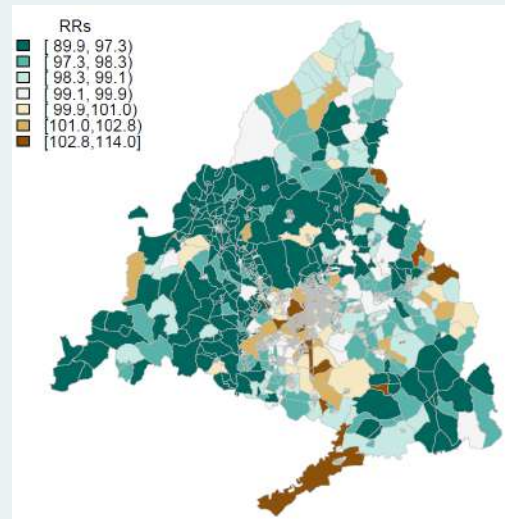 RRs
[ 89.9, 97.3)
[ 97.3, 98.3)
[ 98.3, 99.1)
[ 99.1, 99.9)
[ 99.9,101.0)
[101.0,102.8)
[102.8,114.0]